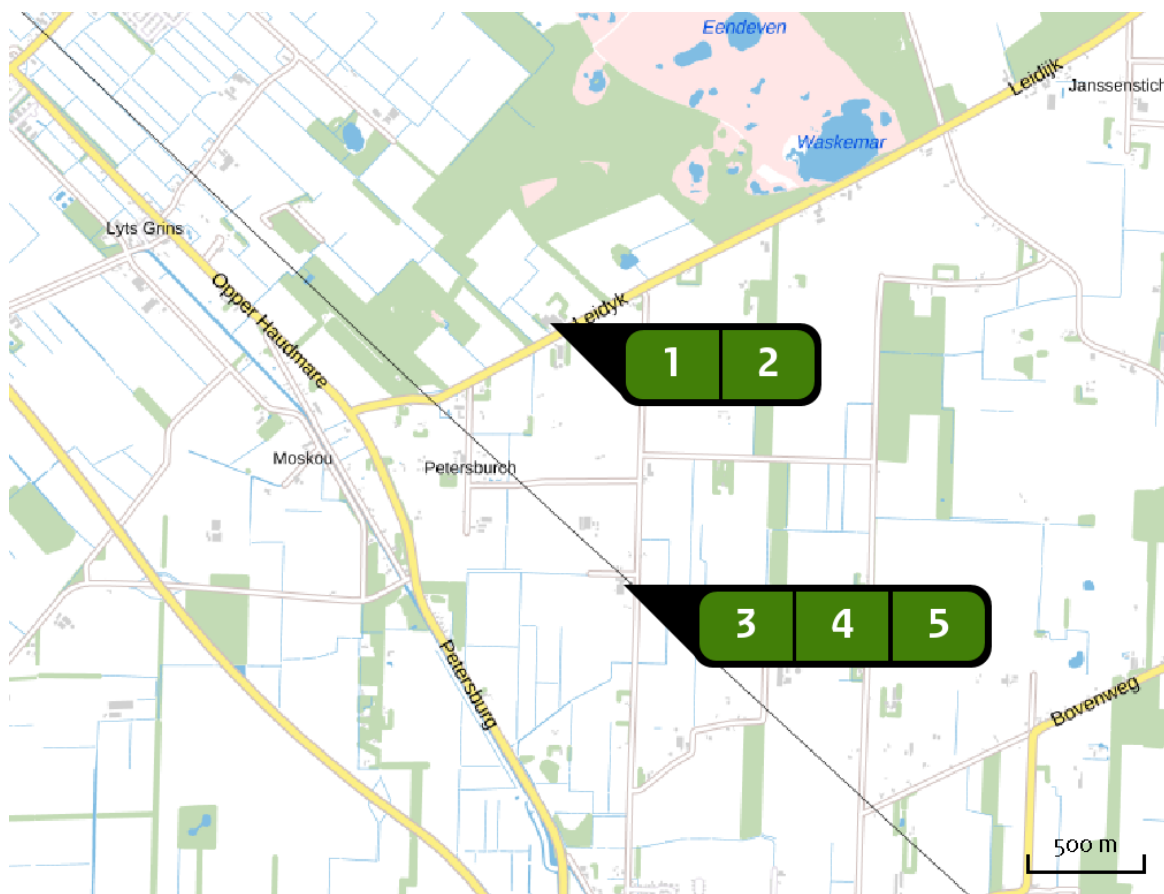 Eendeven
Leidijk
Janssenstich
Waskemar
Lyts Grins
Opper Haudmare
Leidyk
1 2
Moskou
Petersburch
3 4 5
Petersburg
Bovenweg
500 m